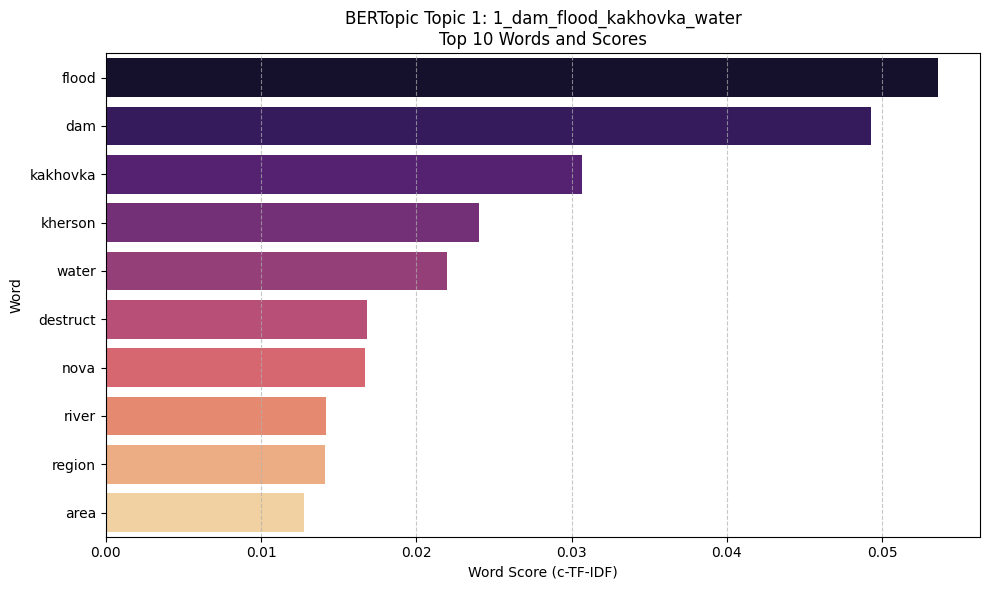 BERTopic Topic 1: 1_dam_flood_kakhovka_water
Top 10 Words and Scores
flood
dam
kakhovka
kherson
water
destruct
nova
river
region
area
Word
0.00 0.01 0.02 0.03 0.04 0.05
Word Score (c-TF-IDF)